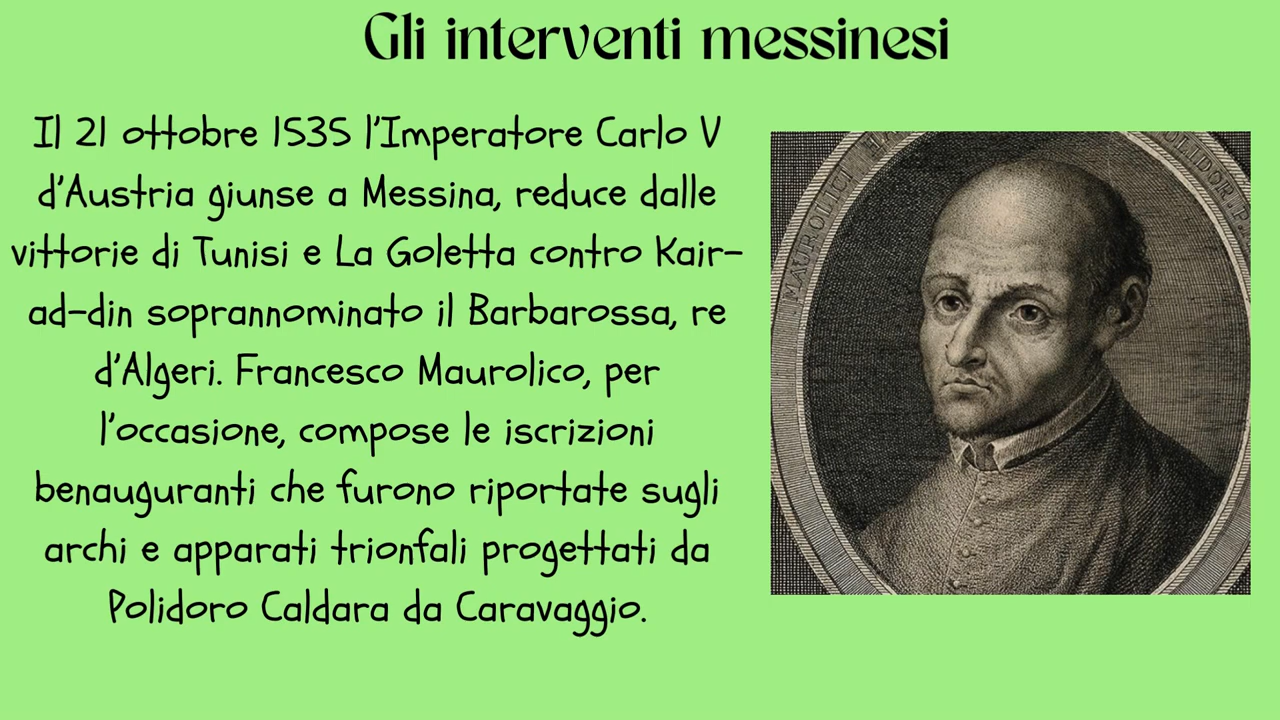 Gli interventi messinesi
Il 21 ottobre 1535 l'Imperatore Carlo V
d'Austria giunse a Messina, reduce dalle
vittorie di Tunisi e La Goletta contro Kair-
ad-din soprannominato il Barbarossa, re
d'Algeri. Francesco Maurolico, per
l'occasione, compose le iscrizioni
benauguranti che furono riportate sugli
archi e apparati trionfali progettati da
Polidoro Caldara da Caravaggio.